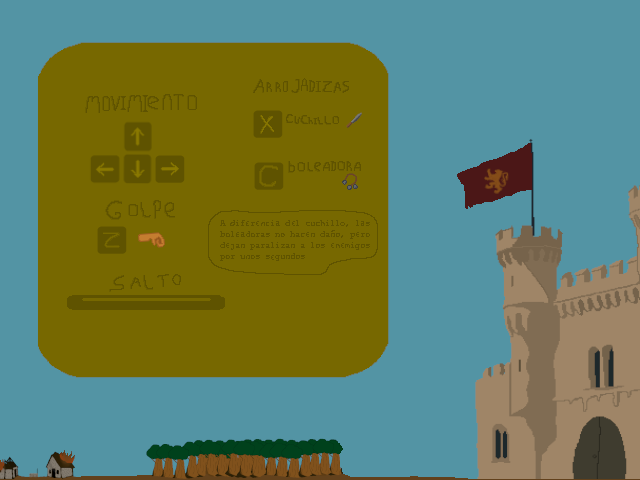 MOVIMIENTO
GOLPE
Z
SALTO
ARROJADIZAS
X CUCHILLO
C BOLEADORA
A diferencia del cuchillo, las
boleadoras no harán daño, pero
dejan paralizan a los enemigos
por unos segundos